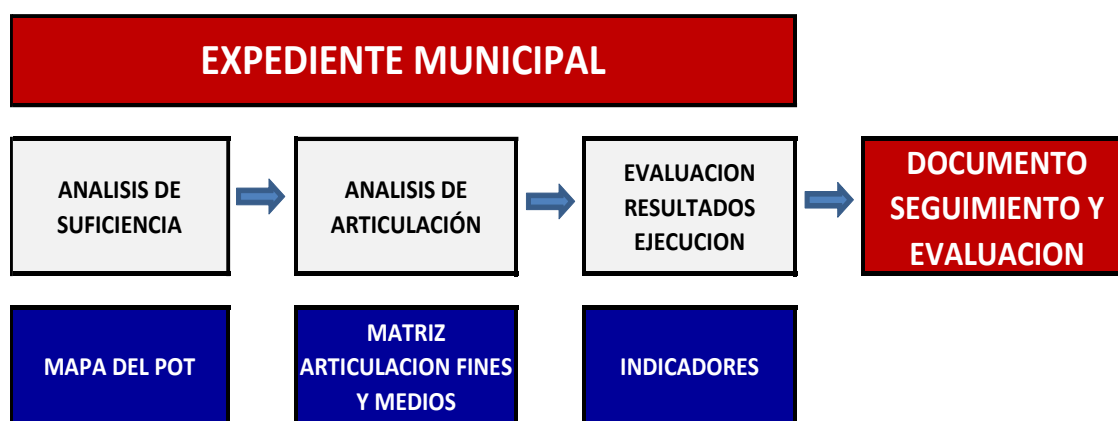 EXPEDIENTE MUNICIPAL
ANALISIS DE
SUFICIENCIA
ANALISIS DE
ARTICULACIÓN
EVALUACION
RESULTADOS
EJECUCION
DOCUMENTO
SEGUIMIENTO Y
EVALUACION
MAPA DEL POT
MATRIZ
ARTICULACION FINES
Y MEDIOS
INDICADORES